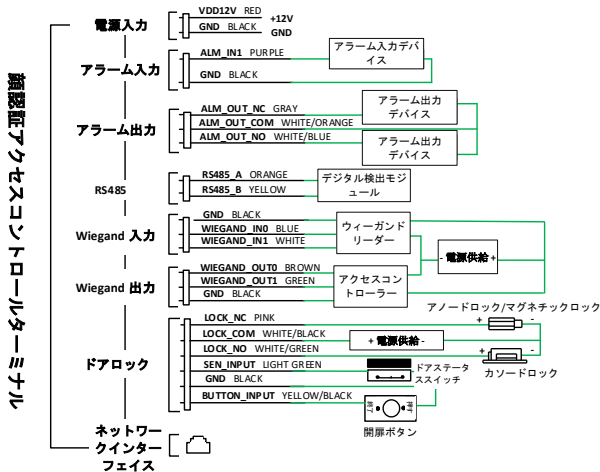 顔認証アクセスコントロールターミナル
電源入力
VDD12V RED
+12V
GND BLACK
GND
アラーム入力
ALM_IN1 PURPLE
GND BLACK
アラーム入力デバ
イス
アラーム出力
ALM_OUT_NC GRAY
ALM_OUT_COM WHITE/ORANGE
ALM_OUT_NO WHITE/BLUE
アラーム出力
デバイス
アラーム出力
デバイス
RS485
RS485_A ORANGE
RS485_B YELLOW
デジタル検出モジ
ュール
Wiegand 入力
GND BLACK
WIEGAND_IN0 BLUE
WIEGAND_IN1 WHITE
ウィーガンド
リーダー
- 電源供給 +
Wiegand 出力
WIEGAND_OUT0 BROWN
WIEGAND_OUT1 GREEN
GND BLACK
アクセスコン
トローラー
ドアロック
LOCK_NC PINK
LOCK_COM WHITE/BLACK
LOCK_NO WHITE/GREEN
SEN_INPUT LIGHT GREEN
GND BLACK
BUTTON_INPUT YELLOW/BLACK
アノードロック/マグネチックロック
+ -
+ 電源供給 -
+ -
カソードロック
ドアステータ
ススイッチ
終了
押す
開扉ボタン
ネットワー
クインター
フェイス